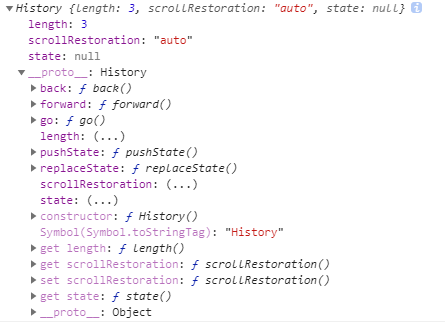 ▼ History {length: 3, scrollRestoration: "auto", state: null} i
length: 3
scrollRestoration: "auto"
state: null
▼ __proto__: History
▶ back: ƒ back()
▶ forward: ƒ forward()
▶ go: ƒ go()
length: (...)
▶ pushState: ƒ pushState()
▶ replaceState: ƒ replaceState()
scrollRestoration: (...)
state: (...)
▶ constructor: ƒ History()
Symbol(Symbol.toStringTag): "History"
▶ get length: ƒ length()
▶ get scrollRestoration: ƒ scrollRestoration()
▶ set scrollRestoration: ƒ scrollRestoration()
▶ get state: ƒ state()
▶ __proto__: Object